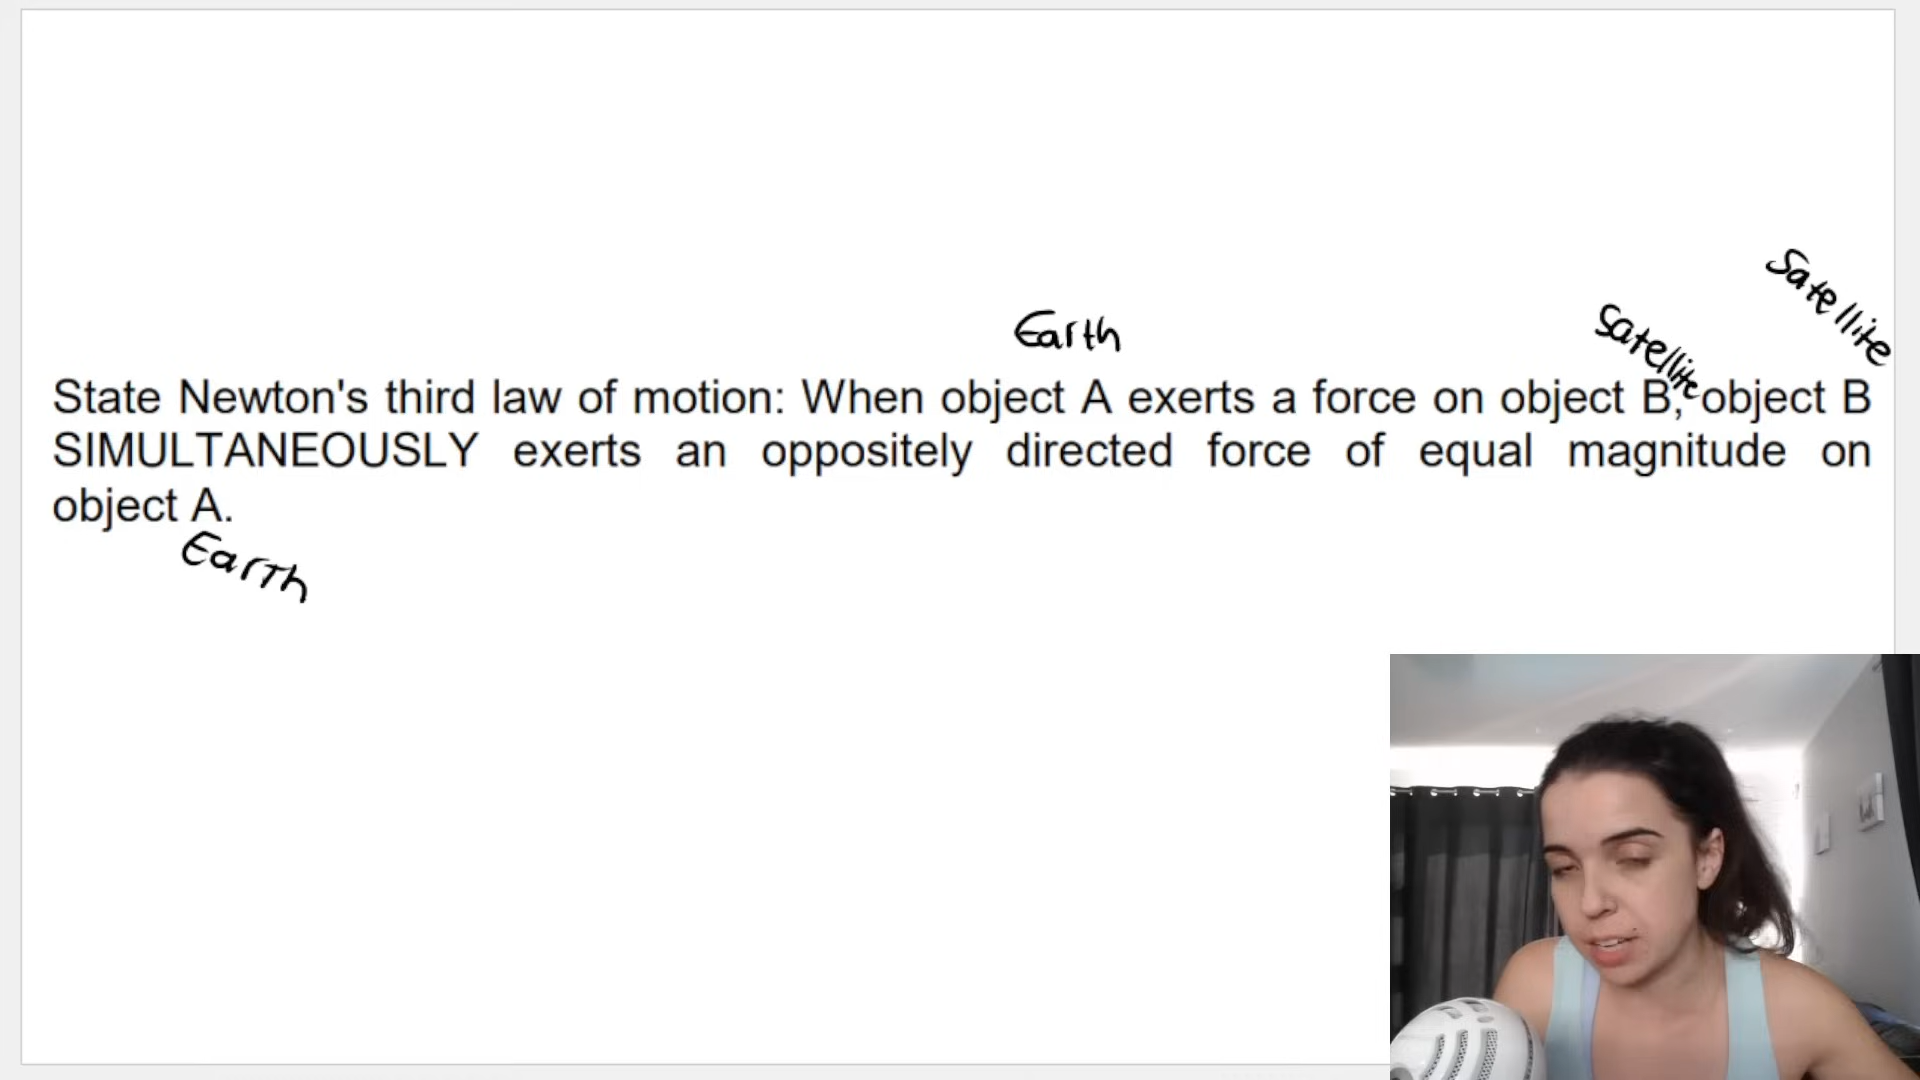 Satellite
Earth
Satellite
State Newton's third law of motion: When object A exerts a force on object B, object B
SIMULTANEOUSLY exerts an oppositely directed force of equal magnitude on
object A.
Earth